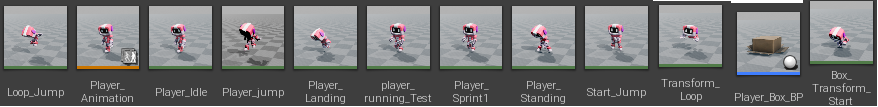 Loop_Jump
Player_
Animation
Player_Idle
Player_jump
Player_
Landing
player_
running_Test
Player_
Sprint1
Player_
Standing
Start_Jump
Transform_
Loop
Player_Box_BP
Box_
Transform_
Start